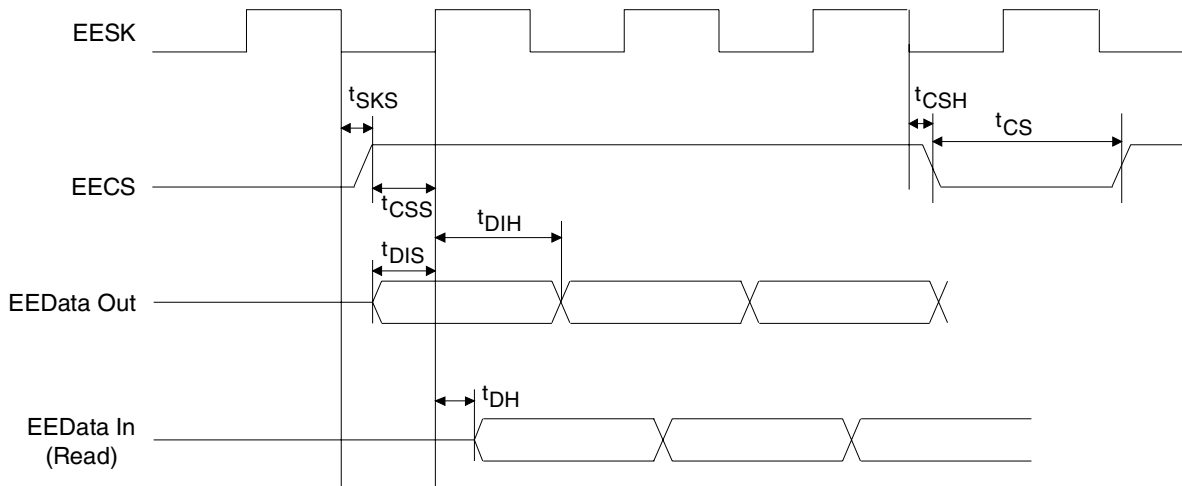 EESK
tSKS
tCSH
tCS
EECS
tCSS
tDIH
tDIS
EEData Out
tDH
EEData In
(Read)